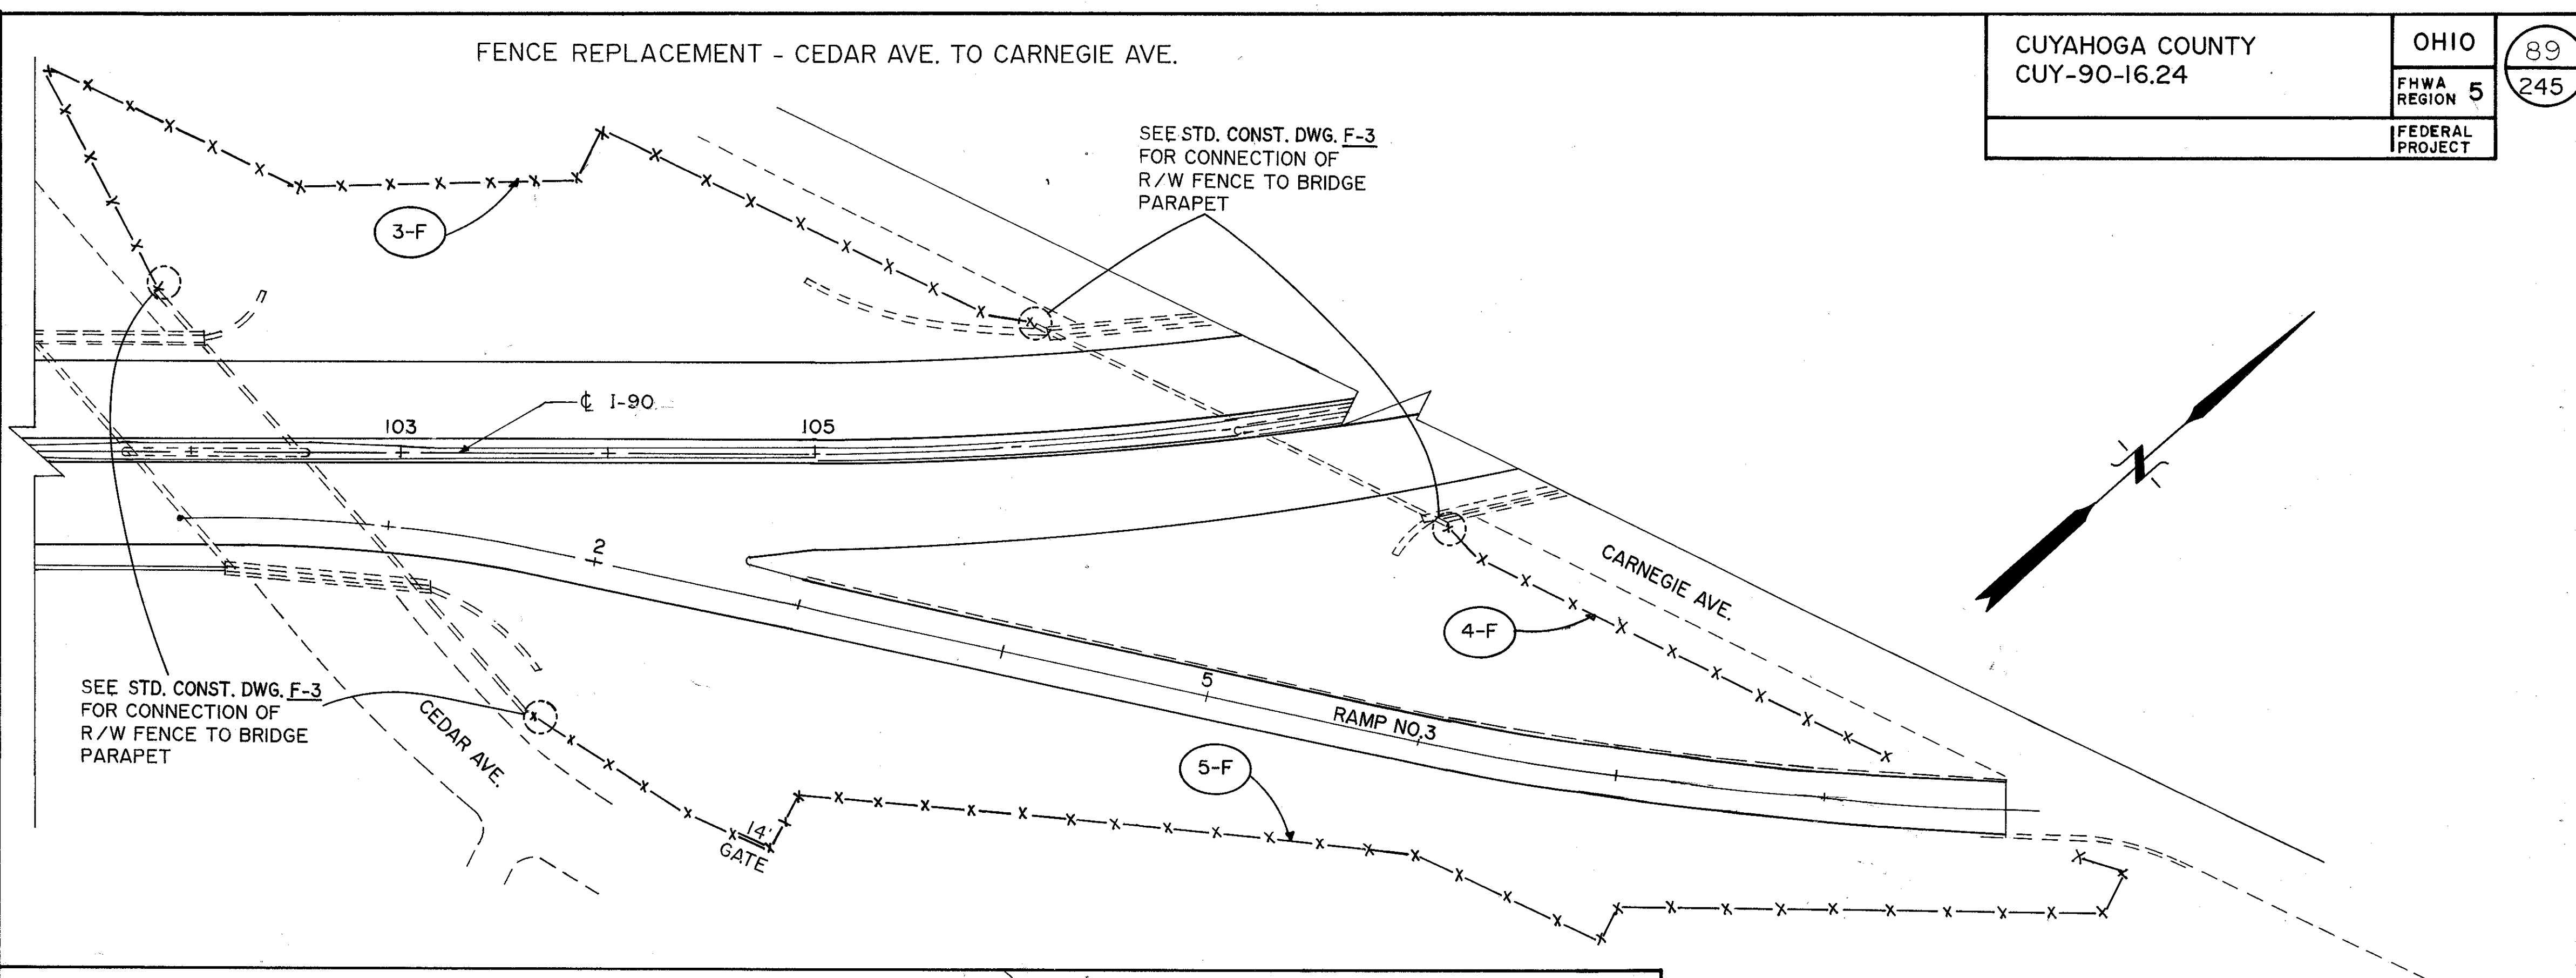 FENCE REPLACEMENT - CEDAR AVE. TO CARNEGIE AVE.
CUYAHOGA COUNTY
CUY-90-16.24
OHIO
FHWA
REGION 5
FEDERAL
PROJECT
89
245
SEE STD. CONST. DWG. F-3
FOR CONNECTION OF
R/W FENCE TO BRIDGE
PARAPET
3-F
℄ I-90
103
105
2
N
CARNEGIE AVE.
4-F
5
RAMP NO.3
SEE STD. CONST. DWG. F-3
FOR CONNECTION OF
R/W FENCE TO BRIDGE
PARAPET
CEDAR AVE.
5-F
14'
GATE